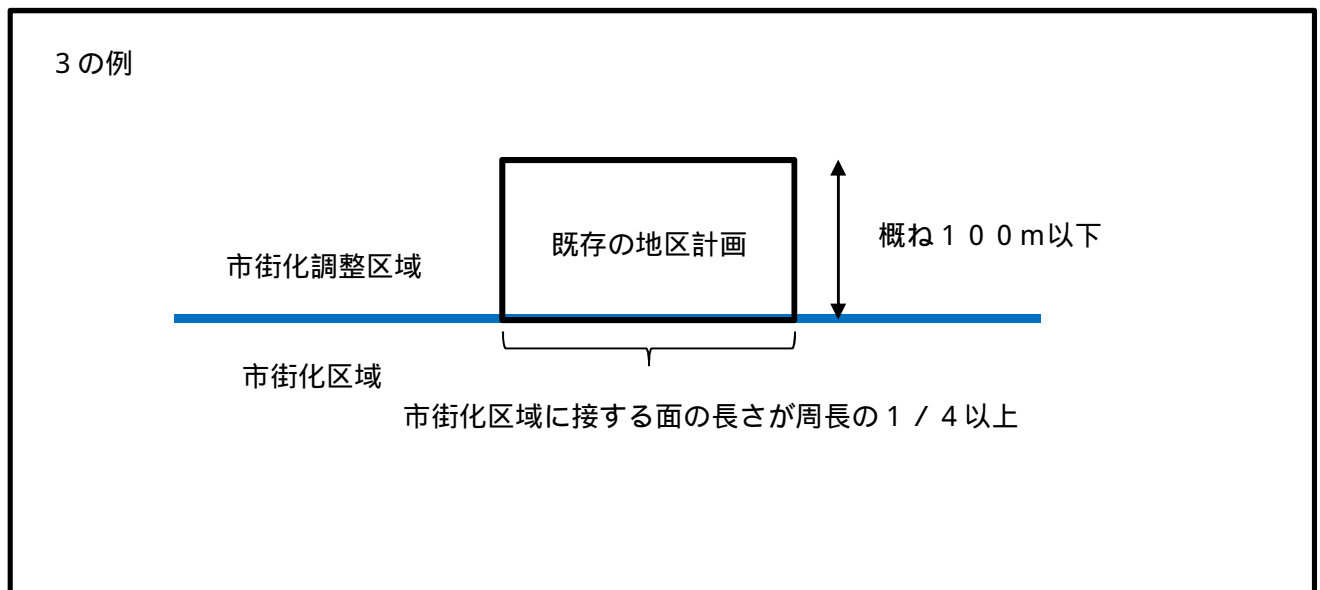 ３の例
既存の地区計画
概ね１００ｍ以下
市街化調整区域
市街化区域
市街化区域に接する面の長さが周長の１／４以上